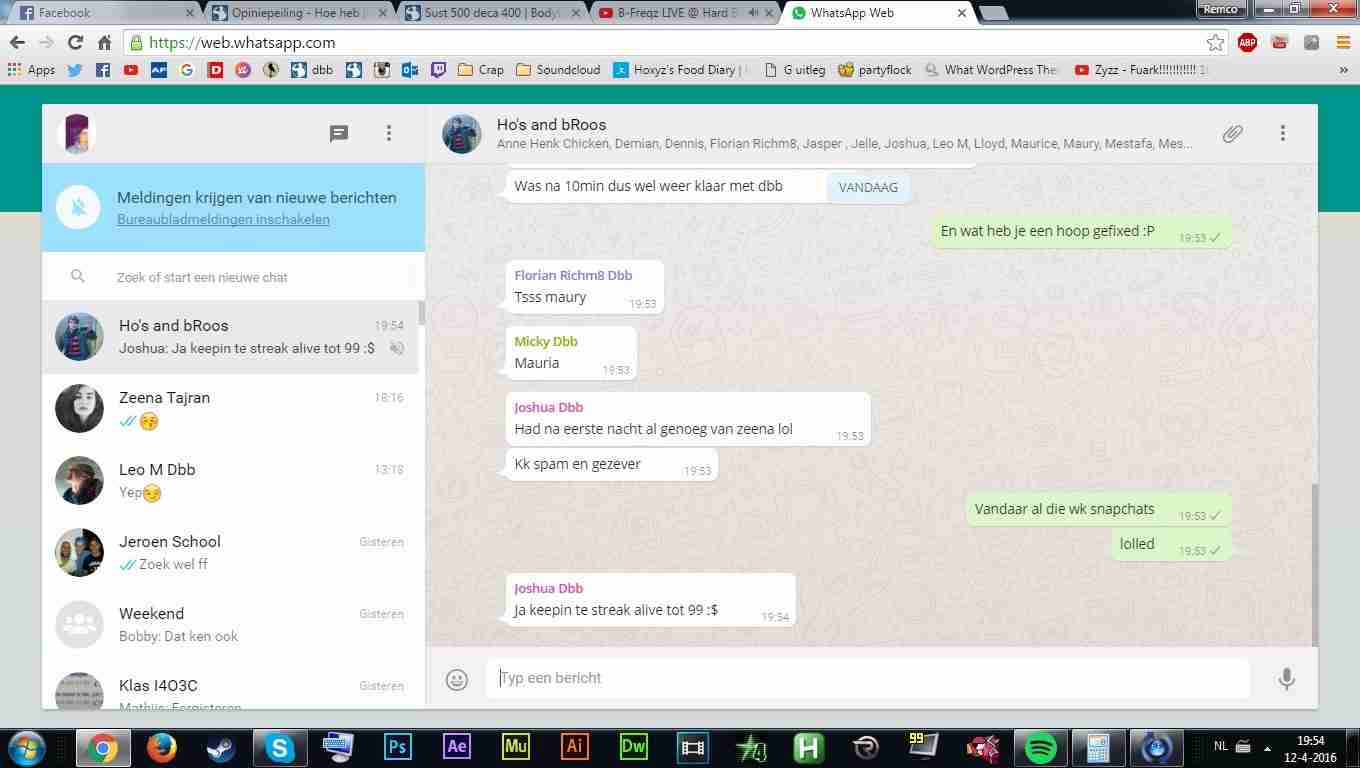 Facebook
Opiniepeiling - Hoe heb j
Sust 500 deca 400 | Body
B-Freqz LIVE @ Hard B
WhatsApp Web
Remco
https://web.whatsapp.com
ABP
Apps
dbb
Crap
Soundcloud
Hoxyz's Food Diary |
G uitleg
partyflock
What WordPress The
Zyzz - Fuark!!!!!!!!!!!
»
Ho's and bRoos
Anne Henk Chicken, Demian, Dennis, Florian Richm8, Jasper , Jelle, Joshua, Leo M, Lloyd, Maurice, Maury, Mestafa, Mes...
Meldingen krijgen van nieuwe berichten
Bureaubladmeldingen inschakelen
Zoek of start een nieuwe chat
Ho's and bRoos 19:54
Joshua: Ja keepin te streak alive tot 99 :$
Zeena Tajran 18:16
Leo M Dbb 13:18
Yep
Jeroen School Gisteren
Zoek wel ff
Weekend Gisteren
Bobby: Dat ken ook
Klas I4O3C Gisteren
Mathijs: Eergisteren
Was na 10min dus wel weer klaar met dbb
VANDAAG
En wat heb je een hoop gefixed :P 19:53
Florian Richm8 Dbb
Tsss maury 19:53
Micky Dbb
Mauria 19:53
Joshua Dbb
Had na eerste nacht al genoeg van zeena lol 19:53
Kk spam en gezever 19:53
Vandaar al die wk snapchats 19:53
lolled 19:53
Joshua Dbb
Ja keepin te streak alive tot 99 :$ 19:54
Typ een bericht
Ps
Ae
Mu
Ai
Dw
H
99
NL
19:54
12-4-2016